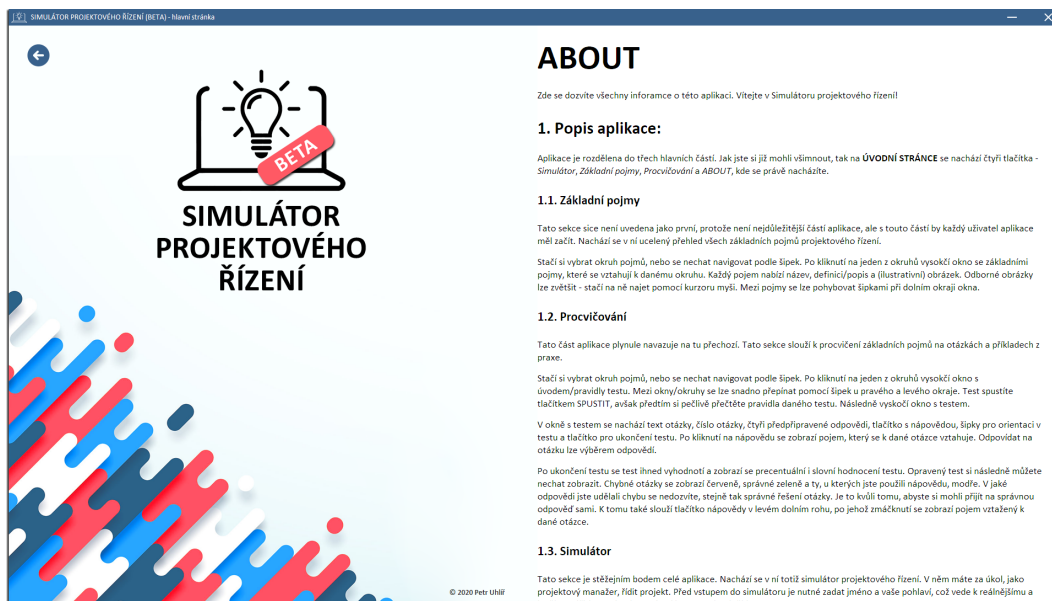 SIMULÁTOR PROJEKTOVÉHO ŘÍZENÍ (BETA) - hlavní stránka
BETA
SIMULÁTOR
PROJEKTOVÉHO
ŘÍZENÍ
© 2020 Petr Uhlíř
ABOUT
Zde se dozvíte všechny inforamce o této aplikaci. Vítejte v Simulátoru projektového řízení!
1. Popis aplikace:
Aplikace je rozdělena do třech hlavních částí. Jak jste si již mohli všimnout, tak na ÚVODNÍ STRÁNCE se nachází čtyři tlačítka -
Simulátor, Základní pojmy, Procvičování a ABOUT, kde se právě nacházíte.
1.1. Základní pojmy
Tato sekce sice není uvedena jako první, protože není nejdůležitější částí aplikace, ale s touto částí by každý uživatel aplikace
měl začít. Nachází se v ní ucelený přehled všech základních pojmů projektového řízení.
Stačí si vybrat okruh pojmů, nebo se nechat navigovat podle šipek. Po kliknutí na jeden z okruhů vysokčí okno se základními
pojmy, které se vztahují k danému okruhu. Každý pojem nabízí název, definici/popis a (ilustrativní) obrázek. Odborné obrázky
lze zvětšit - stačí na ně najet pomocí kurzoru myši. Mezi pojmy se lze pohybovat šipkami při dolním okraji okna.
1.2. Procvičování
Tato část aplikace plynule navazuje na tu přechozí. Tato sekce slouží k procvičení základních pojmů na otázkách a příkladech z
praxe.
Stačí si vybrat okruh pojmů, nebo se nechat navigovat podle šipek. Po kliknutí na jeden z okruhů vysokčí okno s
úvodem/pravidly testu. Mezi okny/okruhy se lze snadno přepínat pomocí šipek u pravého a levého okraje. Test spustíte
tlačítkem SPUSTIT, avšak předtím si pečlivě přečtěte pravidla daného testu. Následně vyskočí okno s testem.
V okně s testem se nachází text otázky, číslo otázky, čtyři předpřipravené odpovědi, tlačítko s nápovědou, šipky pro orientaci v
testu a tlačítko pro ukončení testu. Po kliknutí na nápovědu se zobrazí pojem, který se k dané otázce vztahuje. Odpovídat na
otázku lze výběrem odpovědí.
Po ukončení testu se test ihned vyhodnotí a zobrazí se precentuální i slovní hodnocení testu. Opravený test si následně můžete
nechat zobrazit. Chybné otázky se zobrazí červeně, správné zeleně a ty, u kterých jste použili nápovědu, modře. V jaké
odpovědi jste udělali chybu se nedozvíte, stejně tak správné řešení otázky. Je to kvůli tomu, abyste si mohli přijít na správnou
odpověď sami. K tomu také slouží tlačítko nápovědy v levém dolním rohu, po jehož zmáčknutí se zobrazí pojem vztažený k
dané otázce.
1.3. Simulátor
Tato sekce je stěžejním bodem celé aplikace. Nachází se v ní totiž simulátor projektového řízení. V něm máte za úkol, jako
projektový manažer, řídit projekt. Před vstupem do simulátoru je nutné zadat jméno a vaše pohlaví, což vede k reálnějšímu a